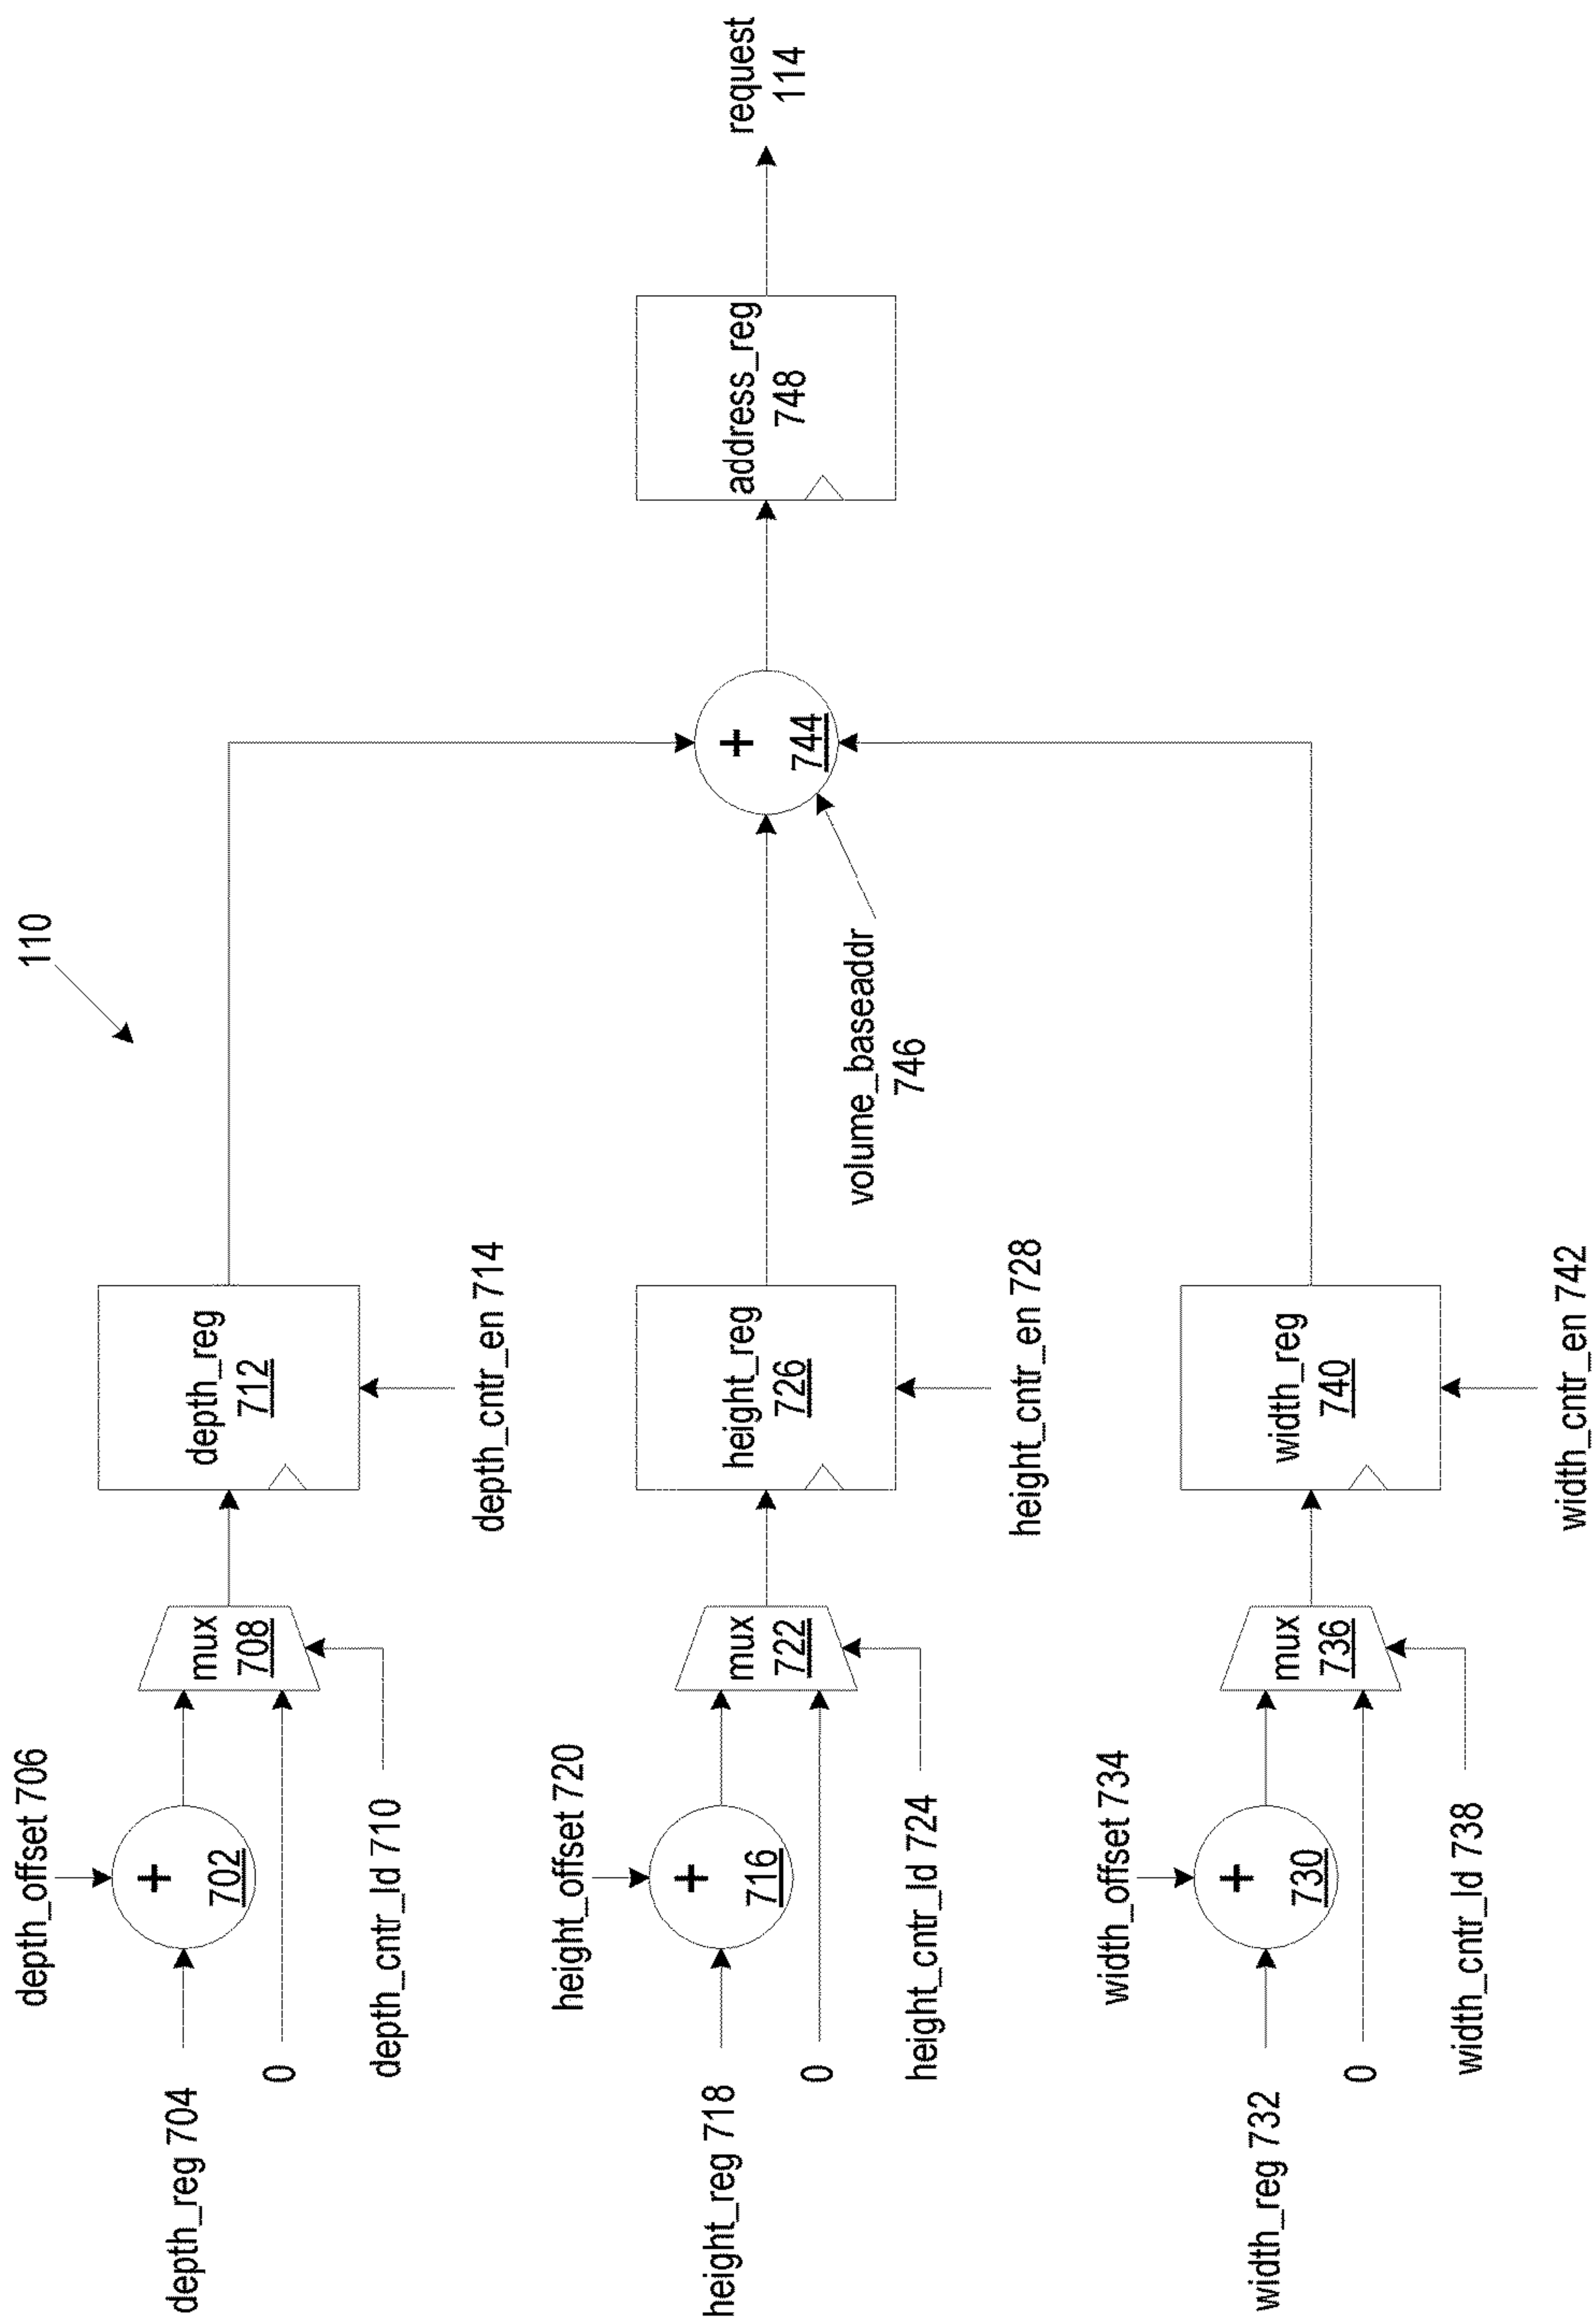 110
depth_offset 706
depth_reg 704
+
702
0
mux
708
depth_cntr_ld 710
depth_reg
712
depth_cntr_en 714
height_offset 720
height_reg 718
+
716
0
mux
722
height_cntr_ld 724
height_reg
726
height_cntr_en 728
volume_baseaddr
746
+
744
address_reg
748
request
114
width_offset 734
width_reg 732
+
730
0
mux
736
width_cntr_ld 738
width_reg
740
width_cntr_en 742